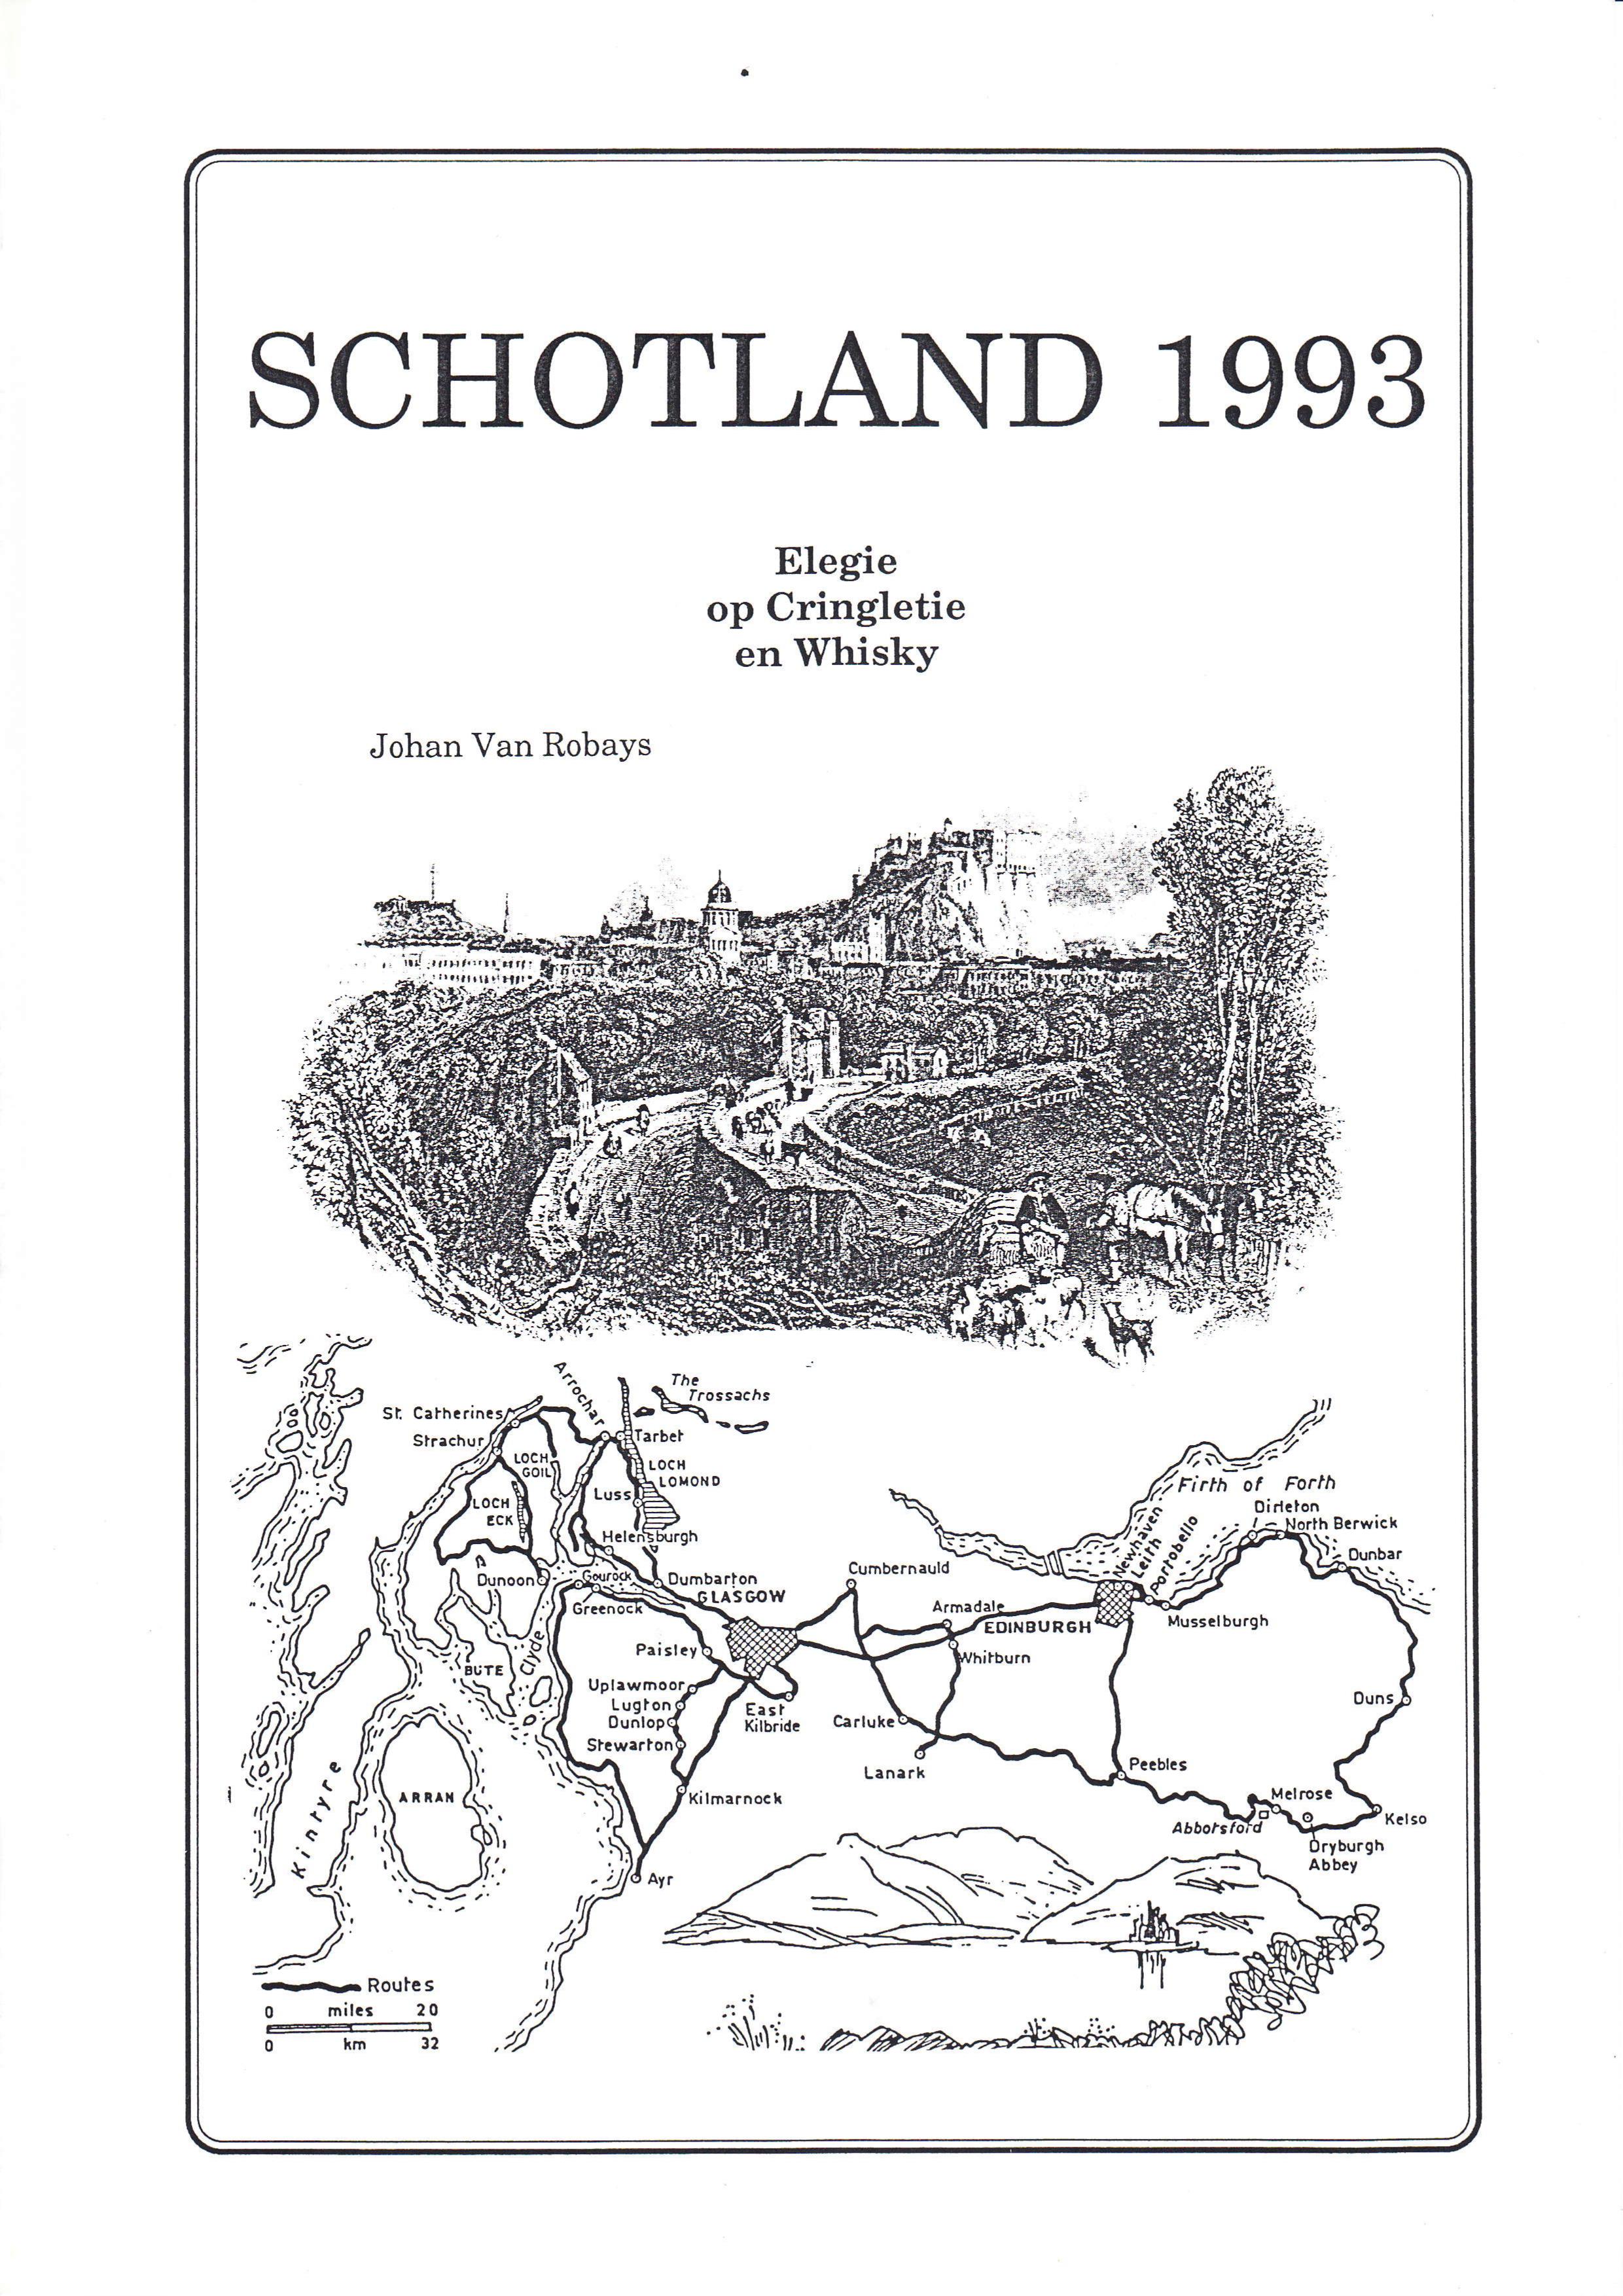 SCHOTLAND 1993
Elegie
op Cringletie
en Whisky
Johan Van Robays
Arrochar
The
Trossachs
St. Catherines
Strachur
Tarbet
LOCH
GOIL
LOCH
LOMOND
Luss
LOCH
ECK
Helensburgh
Dunoon
Gourock
Dumbarton
GLASGOW
Greenock
Paisley
Clyde
BUTE
Uplawmoor
Lugton
Dunlop
Stewarton
East
Kilbride
Kilmarnock
ARRAN
Kintyre
Ayr
Cumbernauld
Armadale
EDINBURGH
Whitburn
Carluke
Lanark
Firth of Forth
Newhaven
Leith
Portobello
Dirleton
North Berwick
Dunbar
Musselburgh
Duns
Peebles
Melrose
Abbotsford
Kelso
Dryburgh
Abbey
Routes
0 miles 20
0 km 32